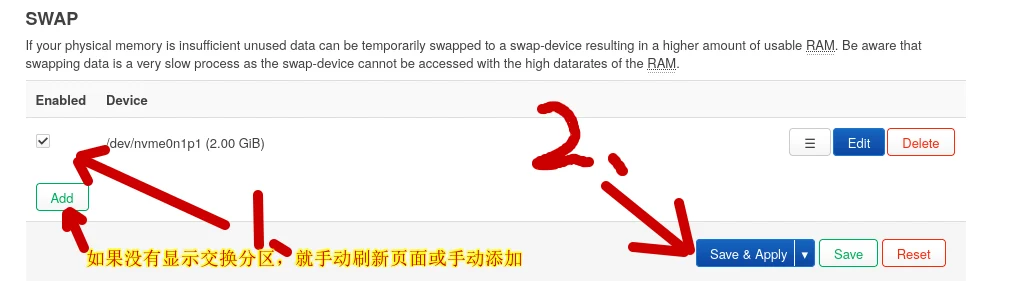 SWAP
If your physical memory is insufficient unused data can be temporarily swapped to a swap-device resulting in a higher amount of usable RAM. Be aware that
swapping data is a very slow process as the swap-device cannot be accessed with the high datarates of the RAM.
Enabled Device
/dev/nvme0n1p1 (2.00 GiB) ☰ Edit Delete
2.
Add
1.
如果没有显示交换分区，就手动刷新页面或手动添加
Save & Apply ▾ Save Reset